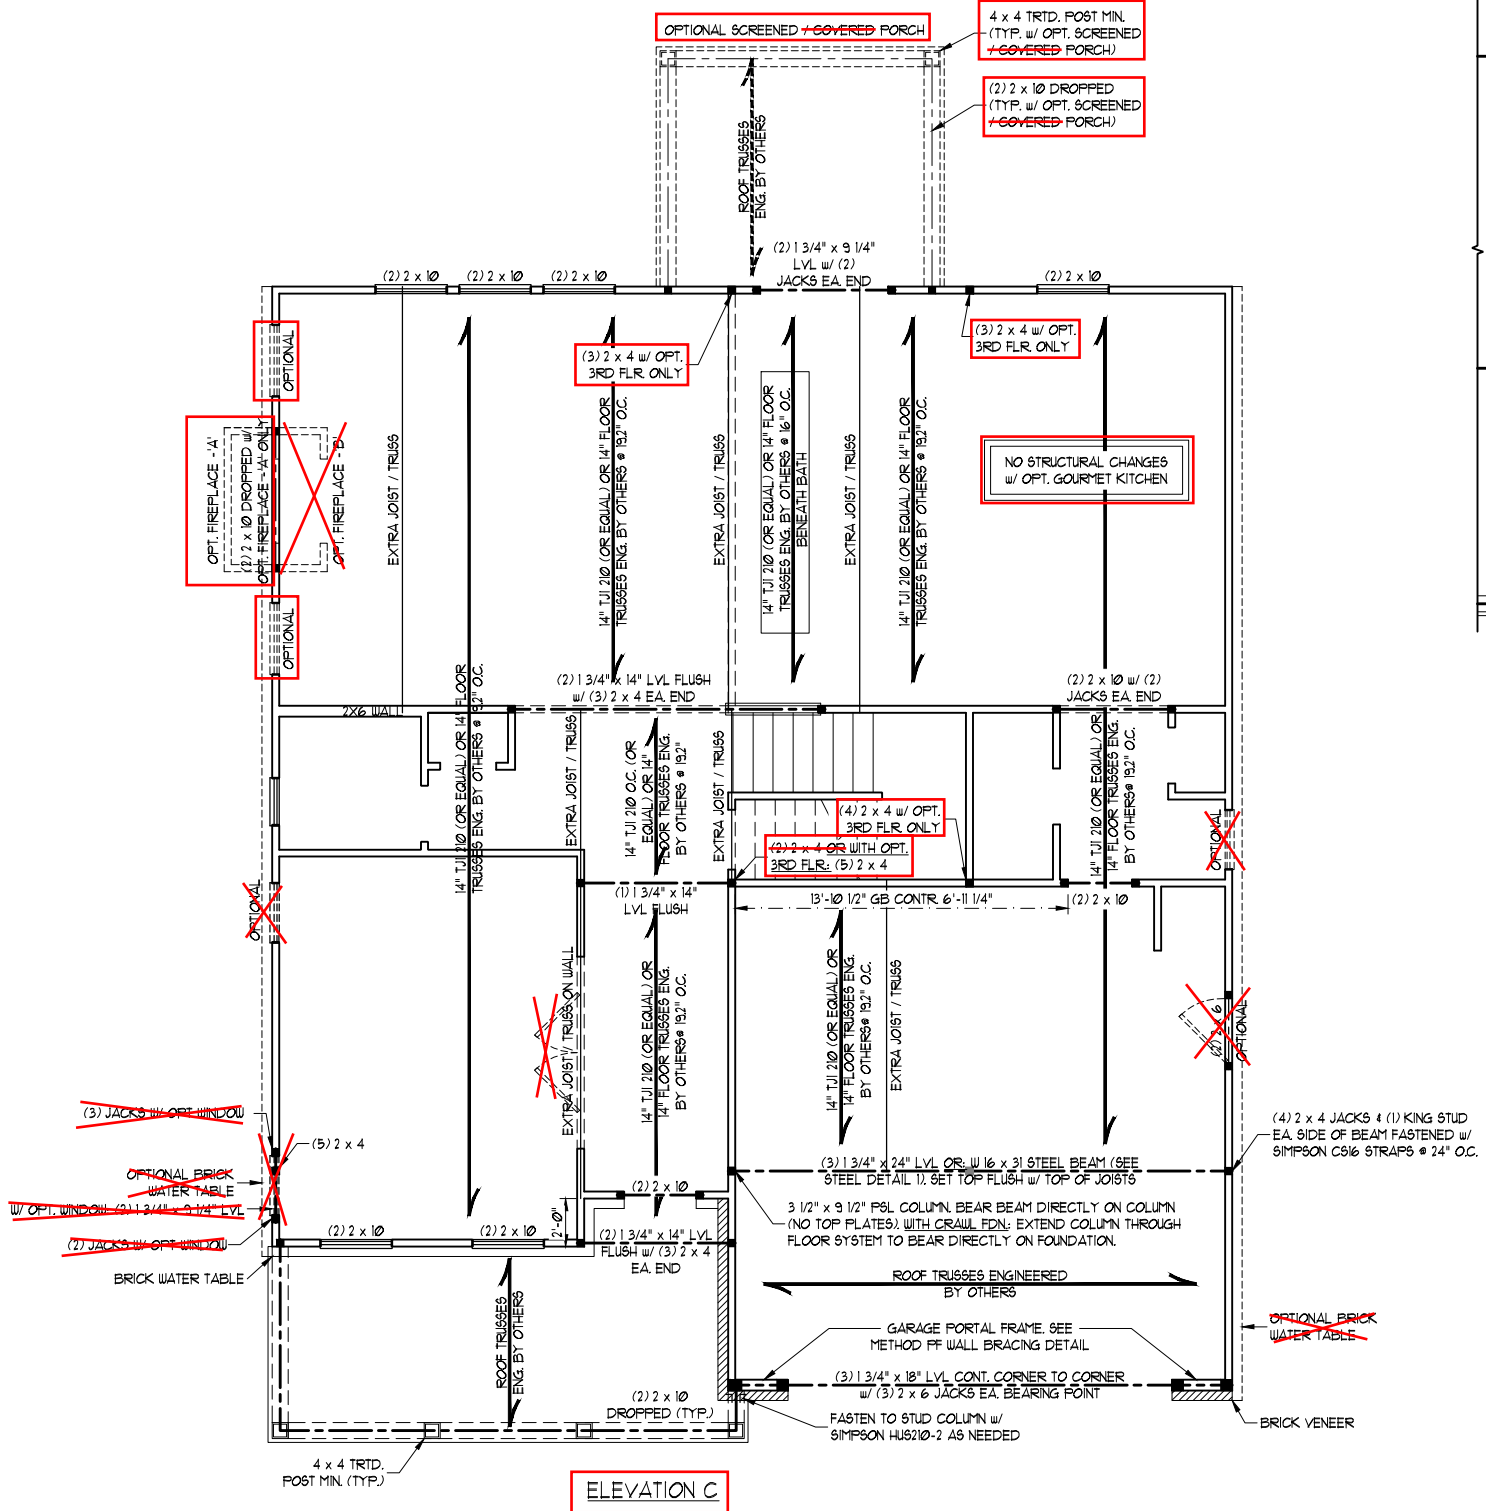 OPTIONAL SCREENED / COVERED PORCH
4 x 4 TRTD. POST MIN.
(TYP. w/ OPT. SCREENED
/ COVERED PORCH)
(2) 2 x 10 DROPPED
(TYP. w/ OPT. SCREENED
/ COVERED PORCH)
ROOF TRUSSES
ENG. BY OTHERS
(2) 1 3/4" x 9 1/4"
LVL w/ (2)
JACKS EA. END
(2) 2 x 10
(2) 2 x 10
(2) 2 x 10
(2) 2 x 10
OPTIONAL
(3) 2 x 4 w/ OPT.
3RD FLR. ONLY
(3) 2 x 4 w/ OPT.
3RD FLR. ONLY
OPT. FIREPLACE - 'A'
(2) 2 x 10 DROPPED w/
OPT. FIREPLACE - 'A' ONLY
OPT. FIREPLACE - 'B'
EXTRA JOIST / TRUSS
14" TJI 210 (OR EQUAL) OR 14" FLOOR
TRUSSES ENG. BY OTHERS @ 19.2" O.C.
EXTRA JOIST / TRUSS
14" TJI 210 (OR EQUAL) OR 14" FLOOR
TRUSSES ENG. BY OTHERS @ 16" O.C.
BENEATH BATH
EXTRA JOIST / TRUSS
14" TJI 210 (OR EQUAL) OR 14" FLOOR
TRUSSES ENG. BY OTHERS @ 19.2" O.C.
NO STRUCTURAL CHANGES
w/ OPT. GOURMET KITCHEN
OPTIONAL
(2) 1 3/4" x 14" LVL FLUSH
w/ (3) 2 x 4 EA. END
(2) 2 x 10 w/ (2)
JACKS EA. END
2X6 WALL
14" TJI 210 (OR EQUAL) OR 14" FLOOR
TRUSSES ENG. BY OTHERS @ 19.2" O.C.
EXTRA JOIST / TRUSS
14" TJI 210 O.C. (OR
EQUAL) OR 14"
FLOOR TRUSSES ENG.
BY OTHERS @ 19.2"
EXTRA JOIST / TRUSS
14" TJI 210 (OR EQUAL) OR
14" FLOOR TRUSSES ENG.
BY OTHERS @ 19.2" O.C.
(4) 2 x 4 w/ OPT.
3RD FLR. ONLY
(2) 2 x 4 OR WITH OPT.
3RD FLR.: (5) 2 x 4
OPTIONAL
OPTIONAL
(1) 1 3/4" x 14"
LVL FLUSH
13'-10 1/2" GB CONTR. 6'-11 1/4"
(2) 2 x 10
EXTRA JOIST / TRUSS ON WALL
14" TJI 210 (OR EQUAL) OR
14" FLOOR TRUSSES ENG.
BY OTHERS @ 19.2" O.C.
14" TJI 210 (OR EQUAL) OR
14" FLOOR TRUSSES ENG.
BY OTHERS @ 19.2" O.C.
EXTRA JOIST / TRUSS
(2) 2 x 6
OPTIONAL
(3) JACKS W/ OPT WINDOW
(5) 2 x 4
OPTIONAL BRICK
WATER TABLE
W/ OPT. WINDOW (2) 1 3/4" x 9 1/4" LVL
(2) JACKS w/ OPT WINDOW
BRICK WATER TABLE
(4) 2 x 4 JACKS & (1) KING STUD
EA. SIDE OF BEAM FASTENED w/
SIMPSON CS16 STRAPS @ 24" O.C.
(3) 1 3/4" x 24" LVL OR: W 16 x 31 STEEL BEAM (SEE
STEEL DETAIL 1). SET TOP FLUSH w/ TOP OF JOISTS
(2) 2 x 10
3 1/2" x 9 1/2" PSL COLUMN. BEAR BEAM DIRECTLY ON COLUMN
(NO TOP PLATES). WITH CRAWL FDN.: EXTEND COLUMN THROUGH
FLOOR SYSTEM TO BEAR DIRECTLY ON FOUNDATION.
(2) 2 x 10
(2) 2 x 10
2'-0"
(2) 1 3/4" x 14" LVL
FLUSH w/ (3) 2 x 4
EA. END
ROOF TRUSSES
ENG. BY OTHERS
ROOF TRUSSES ENGINEERED
BY OTHERS
GARAGE PORTAL FRAME. SEE
METHOD PF WALL BRACING DETAIL
OPTIONAL BRICK
WATER TABLE
(3) 1 3/4" x 18" LVL CONT. CORNER TO CORNER
w/ (3) 2 x 6 JACKS EA. BEARING POINT
(2) 2 x 10
DROPPED (TYP.)
FASTEN TO STUD COLUMN w/
SIMPSON HUS210-2 AS NEEDED
BRICK VENEER
4 x 4 TRTD.
POST MIN. (TYP.)
ELEVATION C